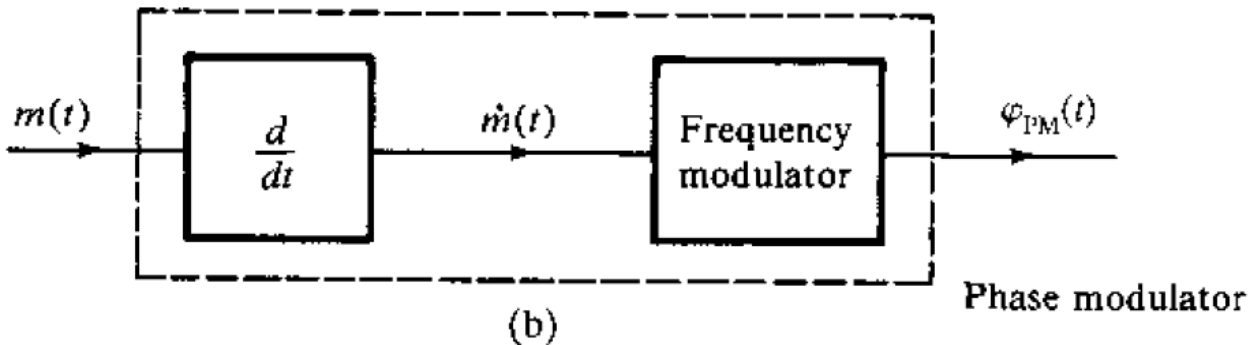 m(t)
d
dt
ṁ(t)
Frequency
modulator
φPM(t)
(b)
Phase modulator